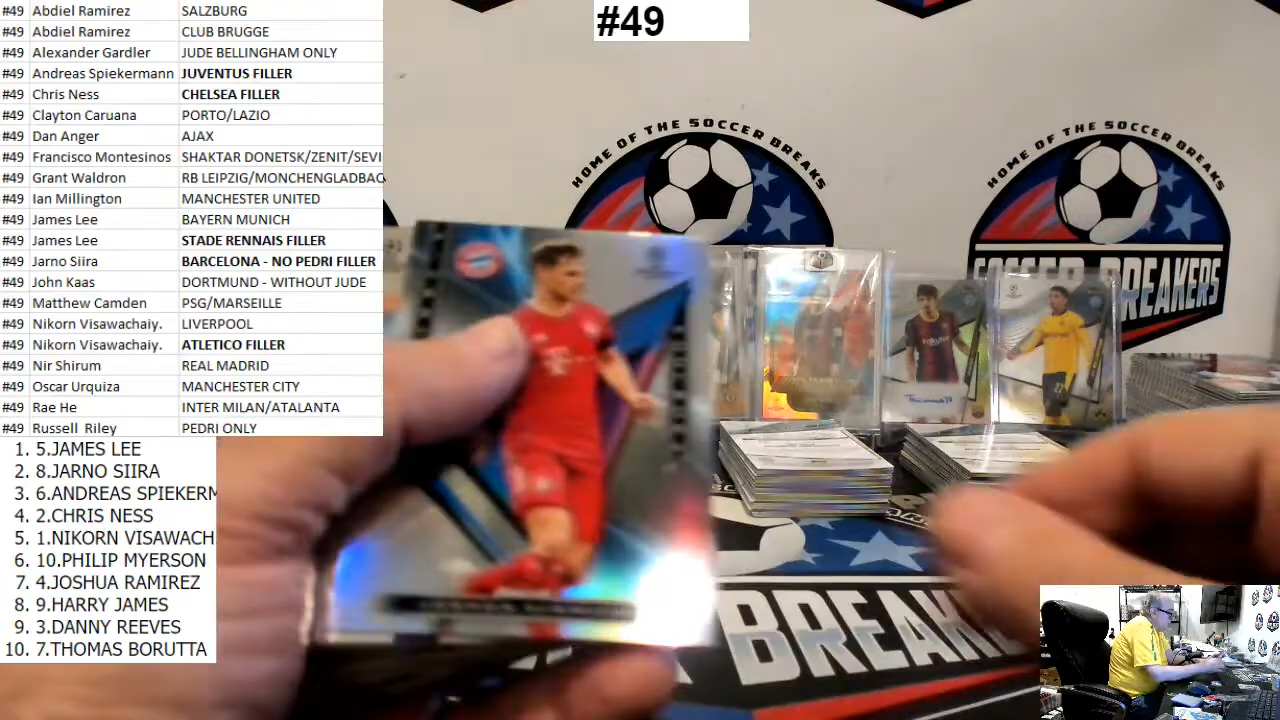 #49 Abdiel Ramirez SALZBURG
#49 Abdiel Ramirez CLUB BRUGGE
#49 Alexander Gardler JUDE BELLINGHAM ONLY
#49 Andreas Spiekermann JUVENTUS FILLER
#49 Chris Ness CHELSEA FILLER
#49 Clayton Caruana PORTO/LAZIO
#49 Dan Anger AJAX
#49 Francisco Montesinos SHAKTAR DONETSK/ZENIT/SEVI
#49 Grant Waldron RB LEIPZIG/MONCHENGLADBAC
#49 Ian Millington MANCHESTER UNITED
#49 James Lee BAYERN MUNICH
#49 James Lee STADE RENNAIS FILLER
#49 Jarno Siira BARCELONA - NO PEDRI FILLER
#49 John Kaas DORTMUND - WITHOUT JUDE
#49 Matthew Camden PSG/MARSEILLE
#49 Nikorn Visawachaiy. LIVERPOOL
#49 Nikorn Visawachaiy. ATLETICO FILLER
#49 Nir Shirum REAL MADRID
#49 Oscar Urquiza MANCHESTER CITY
#49 Rae He INTER MILAN/ATALANTA
#49 Russell Riley PEDRI ONLY
1. 5.JAMES LEE
2. 8.JARNO SIIRA
3. 6.ANDREAS SPIEKERM
4. 2.CHRIS NESS
5. 1.NIKORN VISAWACH
6. 10.PHILIP MYERSON
7. 4.JOSHUA RAMIREZ
8. 9.HARRY JAMES
9. 3.DANNY REEVES
10. 7.THOMAS BORUTTA
#49
HOME OF THE SOCCER BREAKS
HOME OF THE SOCCER BREAKS
SOCCER BREAKERS
BREAK